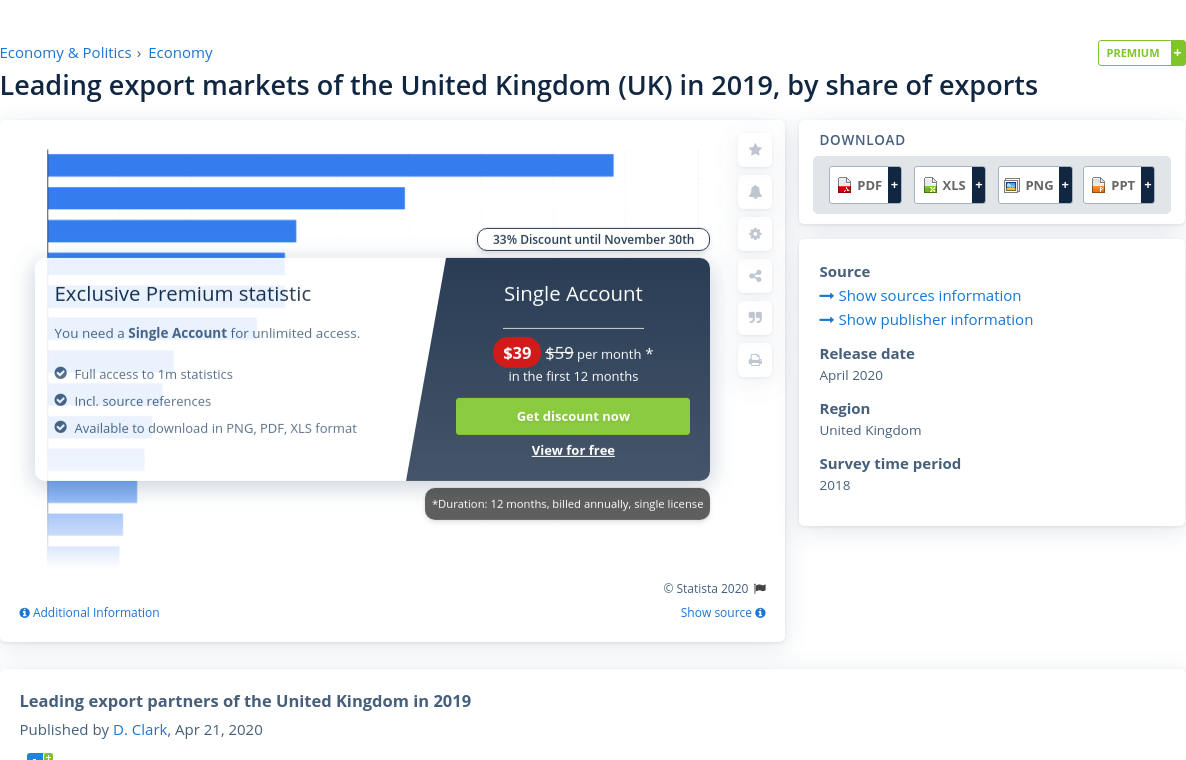 Economy & Politics › Economy
PREMIUM +
Leading export markets of the United Kingdom (UK) in 2019, by share of exports
33% Discount until November 30th
Exclusive Premium statistic
You need a Single Account for unlimited access.
Full access to 1m statistics
Incl. source references
Available to download in PNG, PDF, XLS format
Single Account
$39 $59 per month *
in the first 12 months
Get discount now
View for free
*Duration: 12 months, billed annually, single license
© Statista 2020
Additional Information
Show source
DOWNLOAD
PDF + XLS + PNG + PPT +
Source
Show sources information
Show publisher information
Release date
April 2020
Region
United Kingdom
Survey time period
2018
Leading export partners of the United Kingdom in 2019
Published by D. Clark, Apr 21, 2020